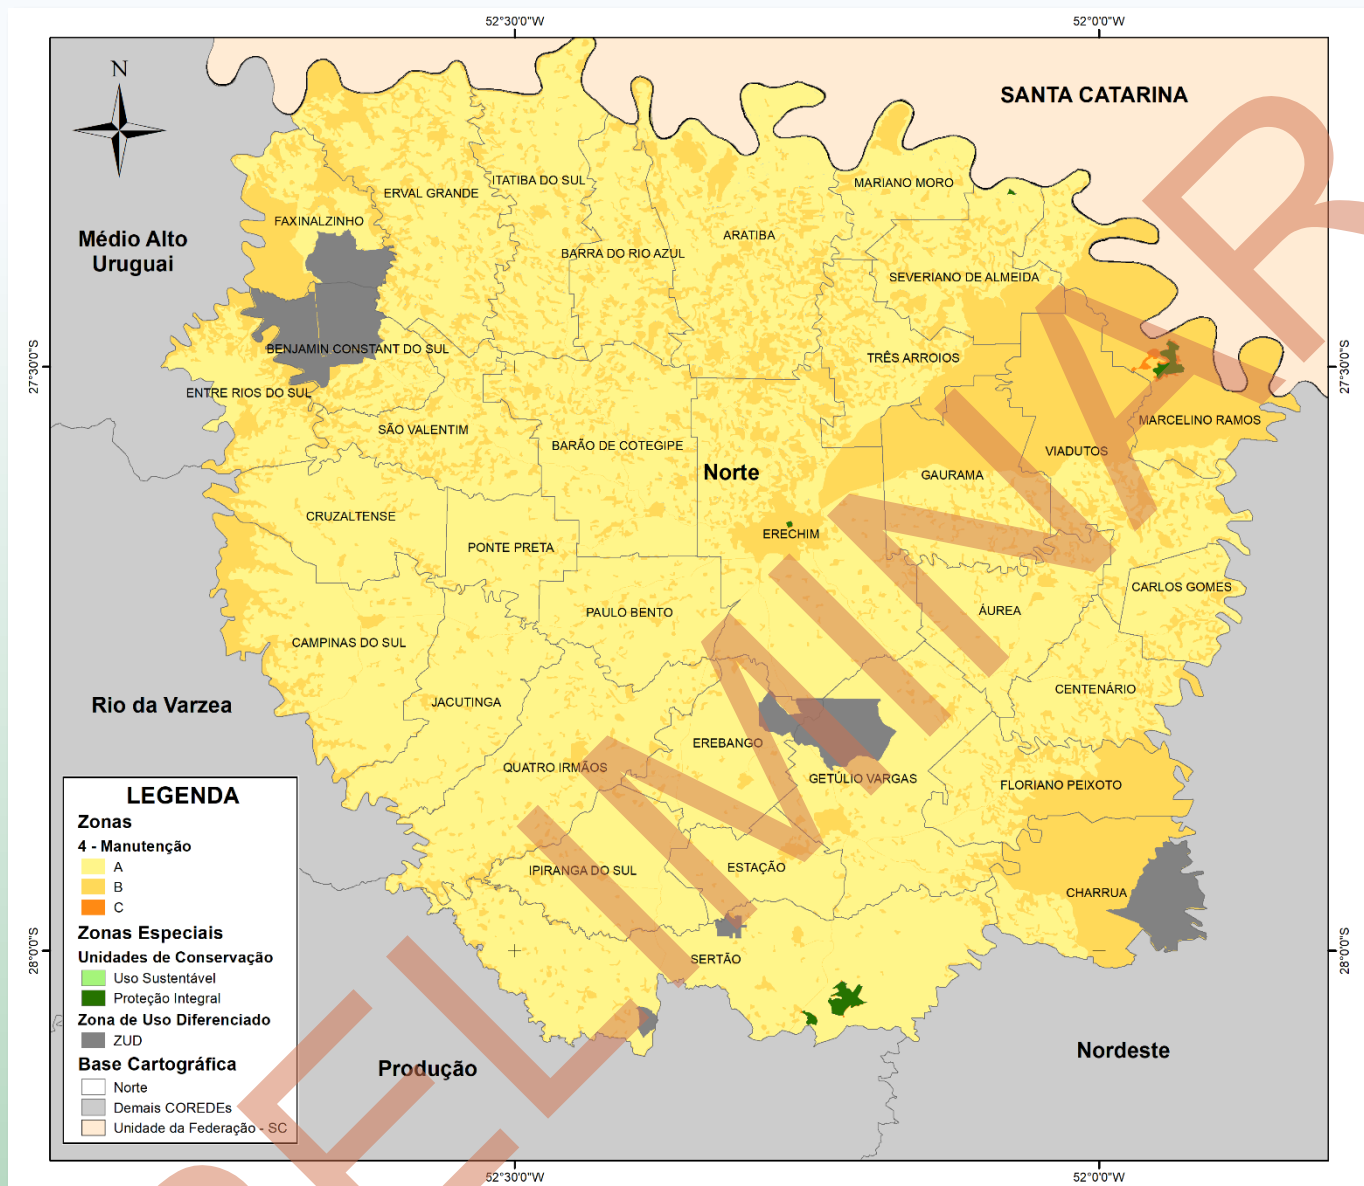 52°30'0"W
52°0'0"W
N
SANTA CATARINA
MARIANO MORO
ITATIBA DO SUL
ERVAL GRANDE
FAXINALZINHO
ARATIBA
Médio Alto
Uruguai
BARRA DO RIO AZUL
SEVERIANO DE ALMEIDA
BENJAMIN CONSTANT DO SUL
TRÊS ARROIOS
27°30'0"S
27°30'0"S
ENTRE RIOS DO SUL
MARCELINO RAMOS
SÃO VALENTIM
BARÃO DE COTEGIPE
VIADUTOS
Norte
GAURAMA
CRUZALTENSE
ERECHIM
PONTE PRETA
CARLOS GOMES
PAULO BENTO
ÁUREA
CAMPINAS DO SUL
CENTENÁRIO
JACUTINGA
Rio da Varzea
EREBANGO
QUATRO IRMÃOS
GETÚLIO VARGAS
FLORIANO PEIXOTO
IPIRANGA DO SUL
ESTAÇÃO
CHARRUA
SERTÃO
28°0'0"S
28°0'0"S
Produção
Nordeste
LEGENDA
Zonas
4 - Manutenção
A
B
C
Zonas Especiais
Unidades de Conservação
Uso Sustentável
Proteção Integral
Zona de Uso Diferenciado
ZUD
Base Cartográfica
Norte
Demais COREDEs
Unidade da Federação - SC
52°30'0"W
52°0'0"W
RELIMINAR